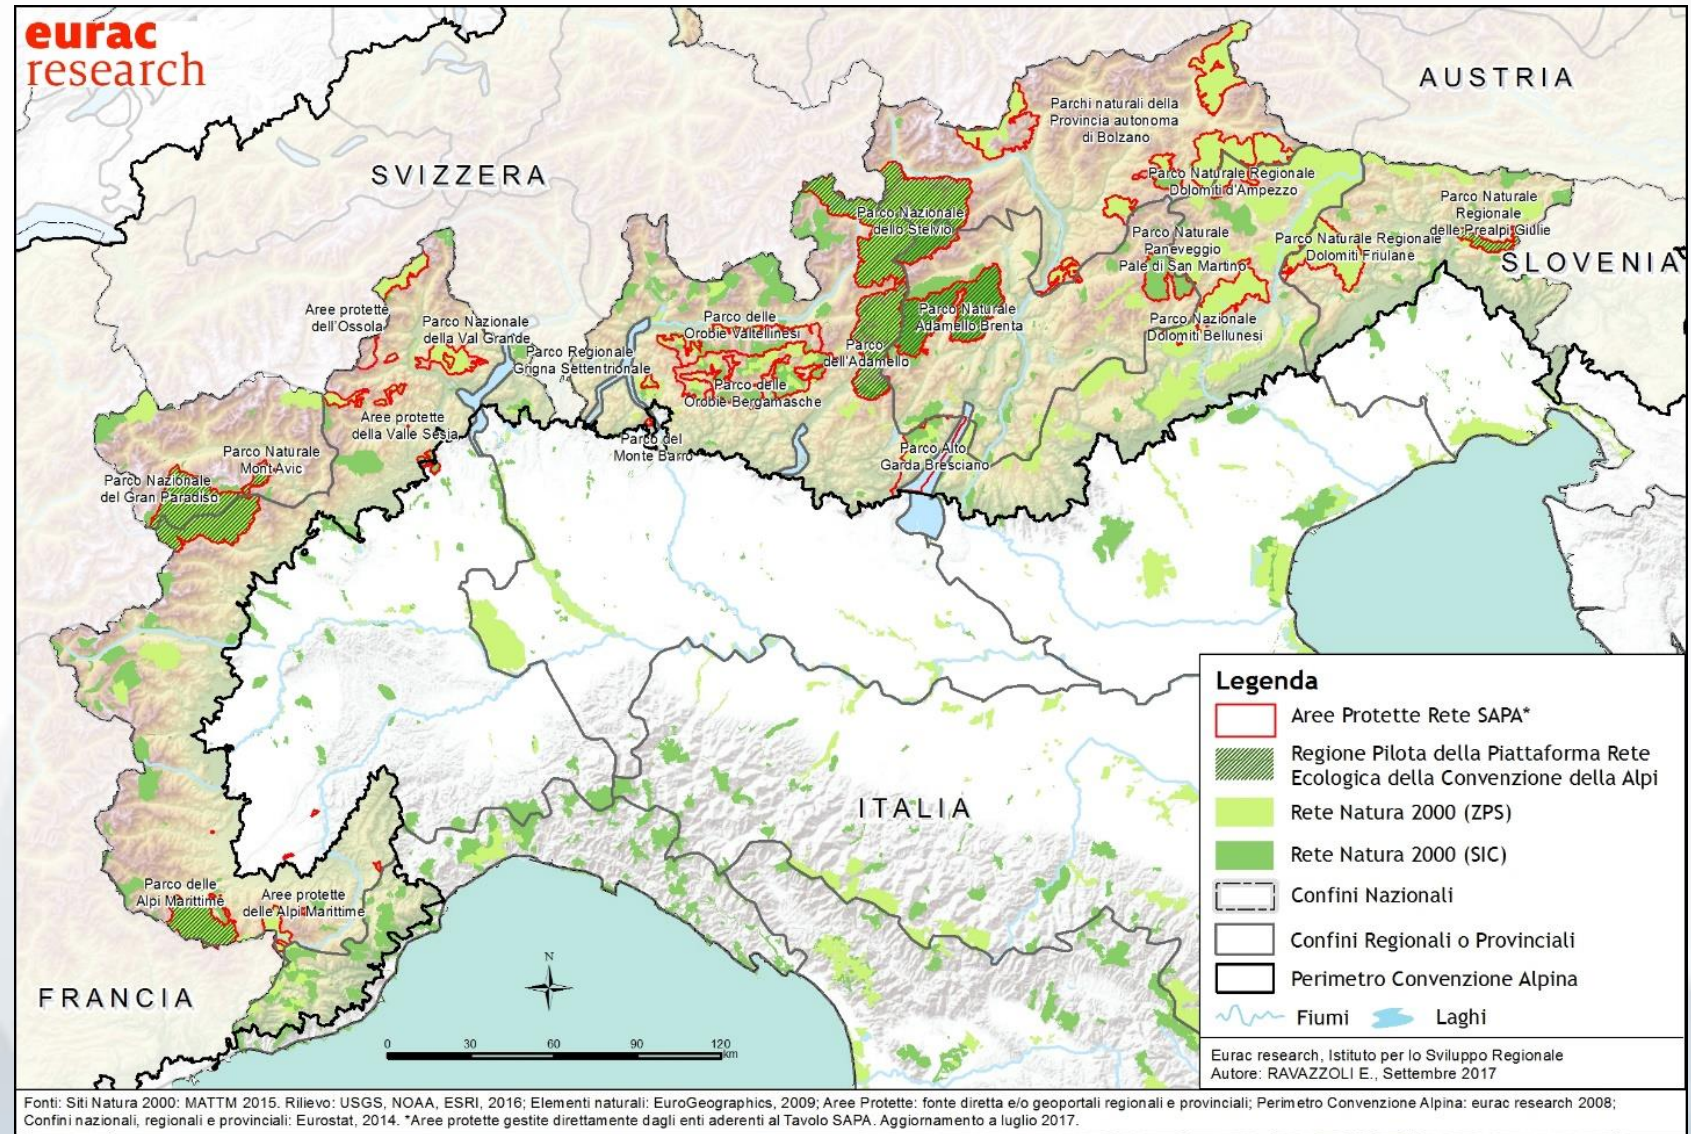 eurac
research
AUSTRIA
SVIZZERA
SLOVENIA
ITALIA
FRANCIA
Parchi naturali della
Provincia autonoma
di Bolzano
Parco Naturale Regionale
Dolomiti d'Ampezzo
Parco Naturale
Regionale
delle Prealpi Giulie
Parco Nazionale
dello Stelvio
Parco Naturale
Paneveggio
Pale di San Martino
Parco Naturale Regionale
Dolomiti Friulane
Aree protette
dell'Ossola
Parco Nazionale
della Val Grande
Parco delle
Orobie Valtellinesi
Parco Naturale
Adamello Brenta
Parco Nazionale
Dolomiti Bellunesi
Parco Regionale
Grigna Settentrionale
Parco
dell'Adamello
Parco delle
Orobie Bergamasche
Aree protette
della Valle Sesia
Parco del
Monte Barro
Parco Alto
Garda Bresciano
Parco Naturale
Mont Avic
Parco Nazionale
del Gran Paradiso
Parco delle
Alpi Marittime
Aree protette
delle Alpi Marittime
N
0 30 60 90 120
km
Legenda
Aree Protette Rete SAPA*
Regione Pilota della Piattaforma Rete
Ecologica della Convenzione della Alpi
Rete Natura 2000 (ZPS)
Rete Natura 2000 (SIC)
Confini Nazionali
Confini Regionali o Provinciali
Perimetro Convenzione Alpina
Fiumi Laghi
Eurac research, Istituto per lo Sviluppo Regionale
Autore: RAVAZZOLI E., Settembre 2017
Fonti: Siti Natura 2000: MATTM 2015. Rilievo: USGS, NOAA, ESRI, 2016; Elementi naturali: EuroGeographics, 2009; Aree Protette: fonte diretta e/o geoportali regionali e provinciali; Perimetro Convenzione Alpina: eurac research 2008;
Confini nazionali, regionali e provinciali: Eurostat, 2014. *Aree protette gestite direttamente dagli enti aderenti al Tavolo SAPA. Aggiornamento a luglio 2017.